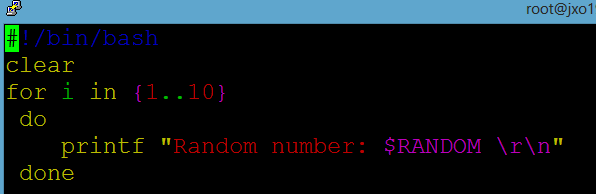 root@jxo1
#!/bin/bash
clear
for i in {1..10}
 do
    printf "Random number: $RANDOM \r\n"
 done